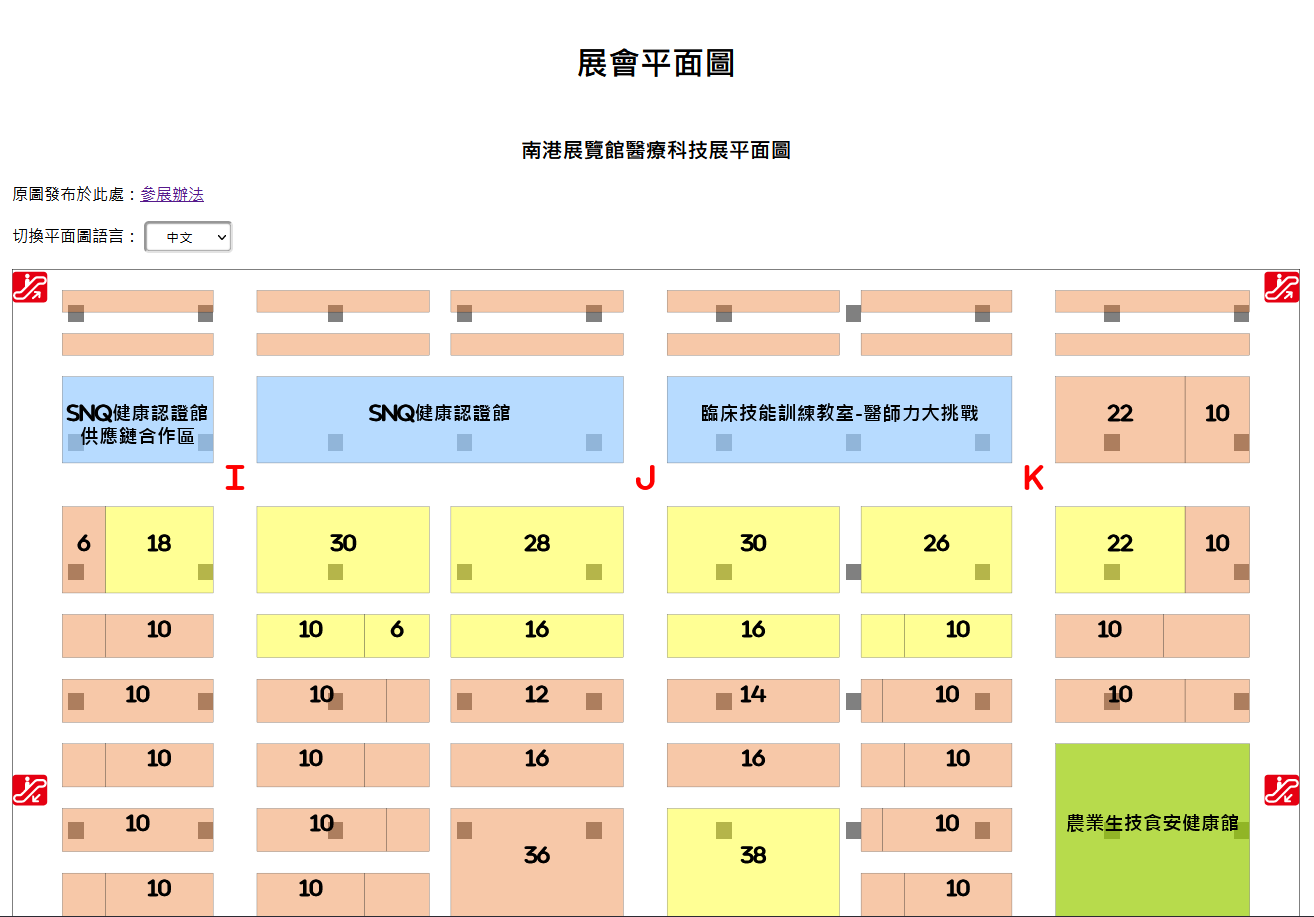 展會平面圖
南港展覽館醫療科技展平面圖
原圖發布於此處：參展辦法
切換平面圖語言： 中文
SNQ健康認證館
供應鏈合作區
SNQ健康認證館
臨床技能訓練教室-醫師力大挑戰
22 10
I J K
6 18 30 28 30 26 22 10
10 10 6 16 16 10 10
10 10 12 14 10 10
10 10 16 16 10
農業生技食安健康館
10 10 10
36 38
10 10 10